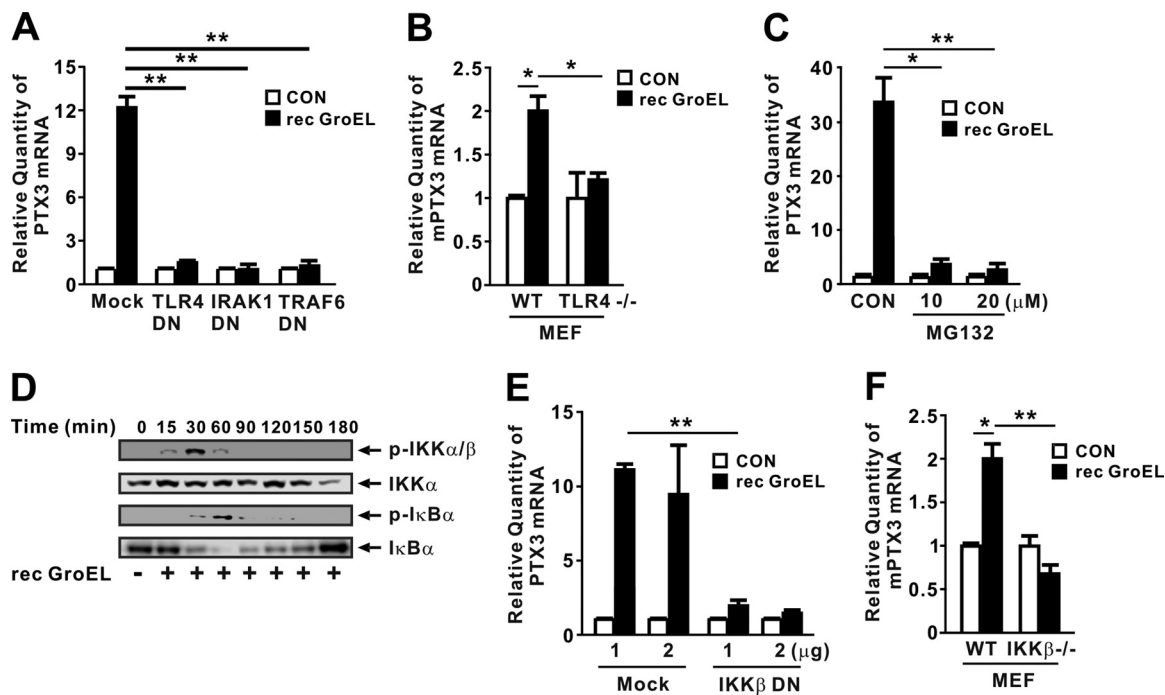 A
Relative Quantity of
PTX3 mRNA
15
12
9
6
3
0
**
**
**
CON
rec GroEL
Mock TLR4 IRAK1 TRAF6
DN DN DN
B
Relative Quantity of
mPTX3 mRNA
2.5
2
1.5
1
0.5
0
*
*
CON
rec GroEL
WT TLR4 -/-
MEF
C
Relative Quantity of
PTX3 mRNA
40
30
20
10
0
**
*
CON
rec GroEL
CON 10 20 (μM)
MG132
D
Time (min) 0 15 30 60 90 120 150 180
p-IKKα/β
IKKα
p-IκBα
IκBα
rec GroEL - + + + + + + +
E
Relative Quantity of
PTX3 mRNA
15
10
5
0
**
CON
rec GroEL
1 2 1 2 (μg)
Mock IKKβ DN
F
Relative Quantity of
mPTX3 mRNA
2.5
2
1.5
1
0.5
0
* **
CON
rec GroEL
WT IKKβ-/-
MEF